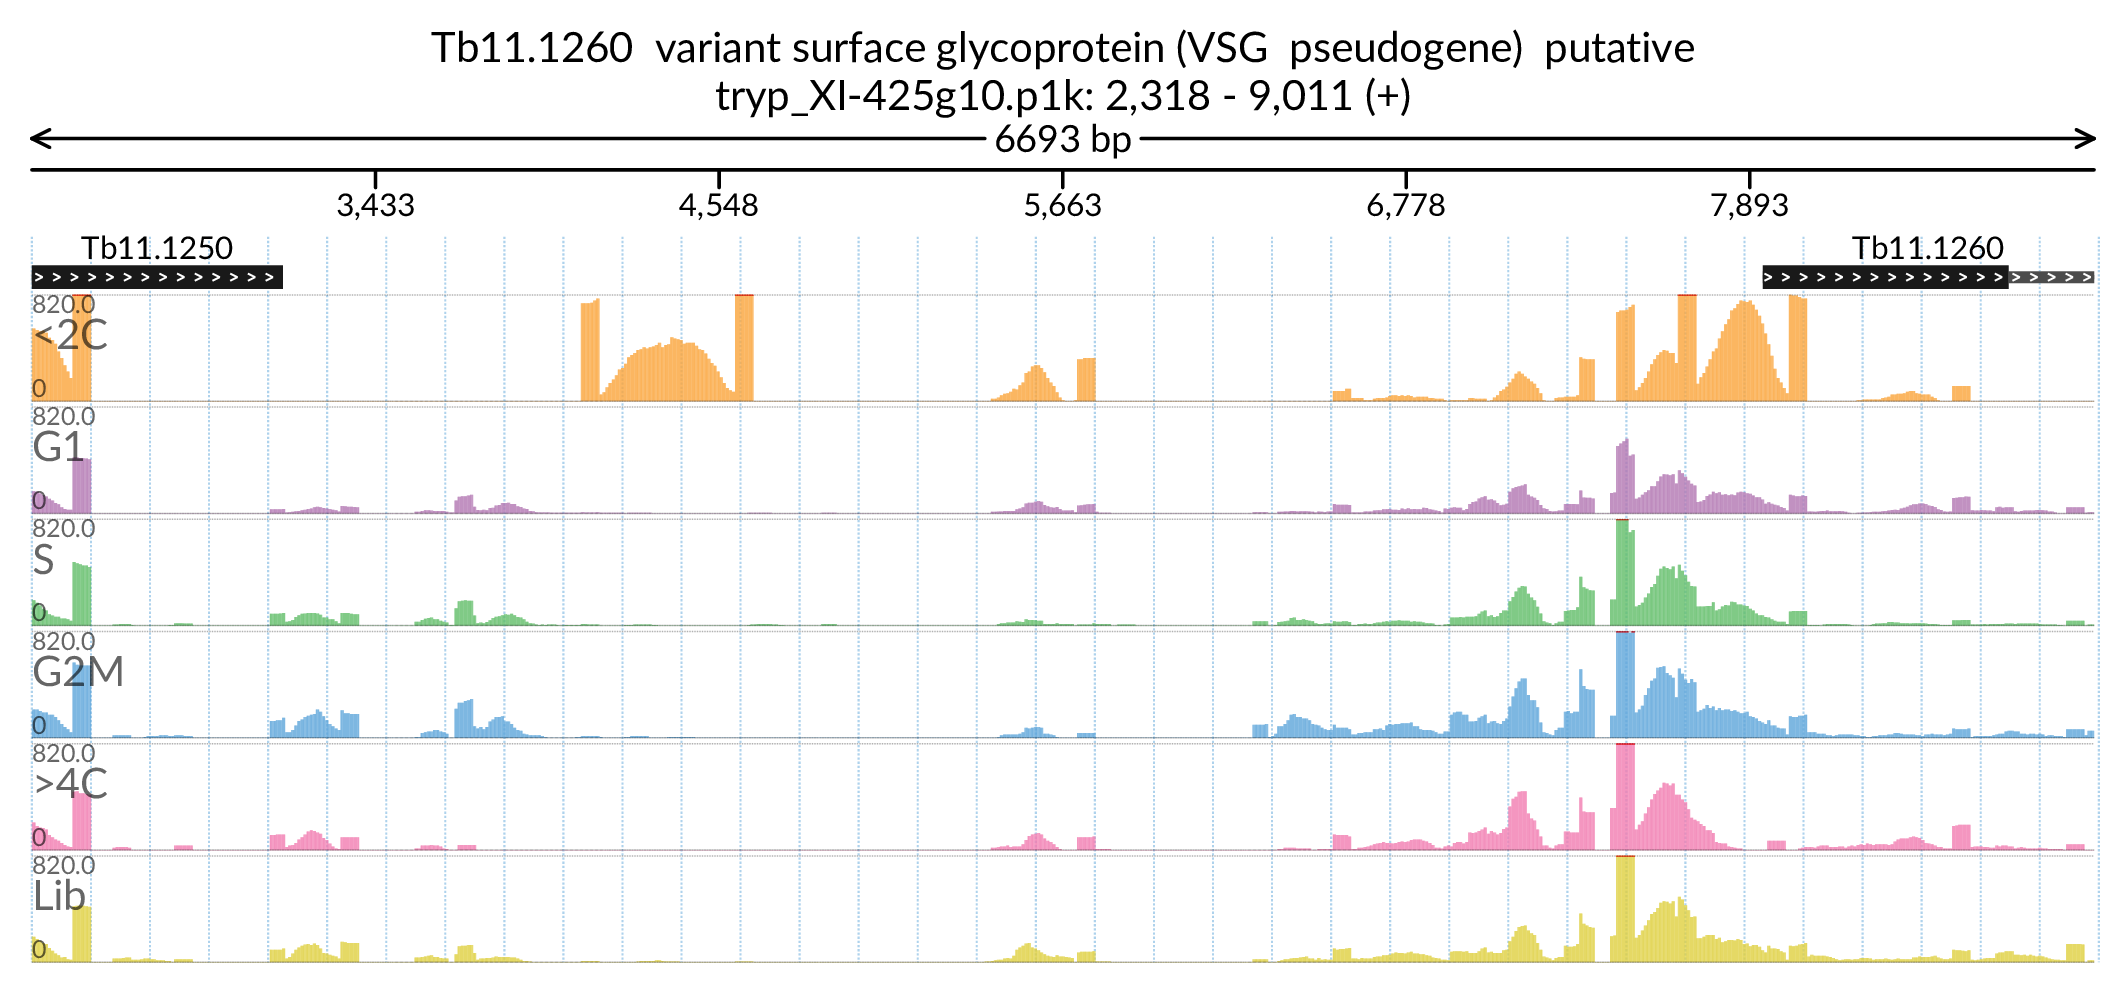 Tb11.1260 variant surface glycoprotein (VSG pseudogene) putative
tryp_XI-425g10.p1k: 2,318 - 9,011 (+)
6693 bp
3,433 4,548 5,663 6,778 7,893
Tb11.1250 Tb11.1260
820.0
<2C
0
820.0
G1
0
820.0
S
0
820.0
G2M
0
820.0
>4C
0
820.0
Lib
0